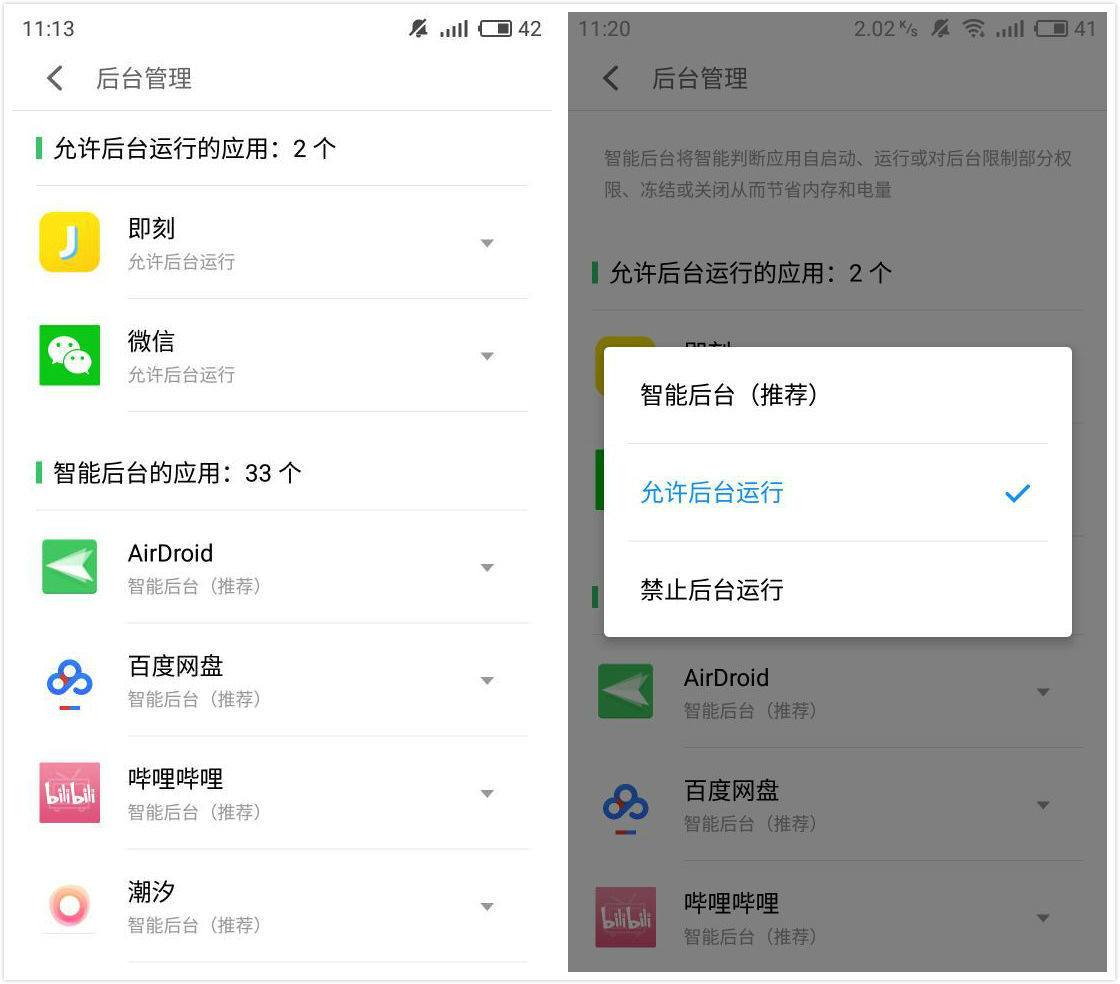 11:13
42
后台管理
允许后台运行的应用：2 个
即刻
允许后台运行
微信
允许后台运行
智能后台的应用：33 个
AirDroid
智能后台（推荐）
百度网盘
智能后台（推荐）
bilibili
哔哩哔哩
智能后台（推荐）
潮汐
智能后台（推荐）
11:20
2.02 K/s
41
后台管理
智能后台将智能判断应用自启动、运行或对后台限制部分权
限、冻结或关闭从而节省内存和电量
允许后台运行的应用：2 个
智能后台（推荐）
允许后台运行
禁止后台运行
AirDroid
智能后台（推荐）
百度网盘
智能后台（推荐）
bilibili
哔哩哔哩
智能后台（推荐）